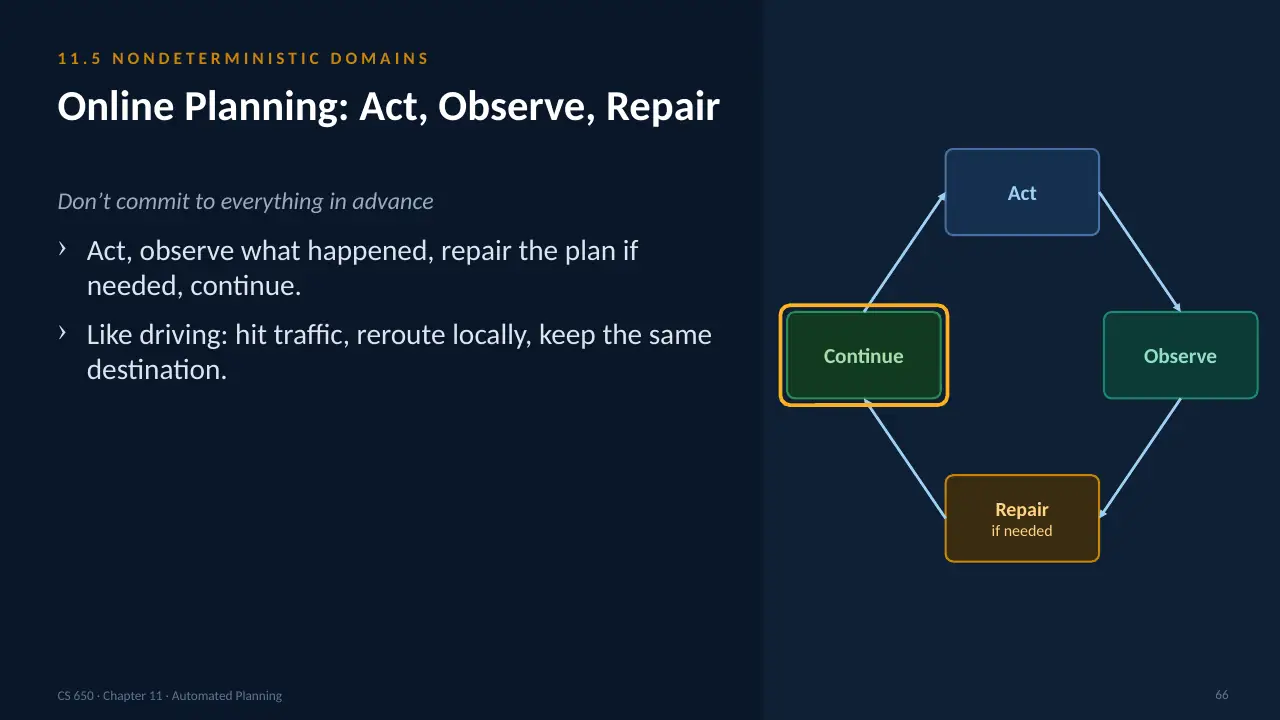 11.5 NONDETERMINISTIC DOMAINS
Online Planning: Act, Observe, Repair
Don’t commit to everything in advance
› Act, observe what happened, repair the plan if
needed, continue.
› Like driving: hit traffic, reroute locally, keep the same
destination.
Act
Continue
Observe
Repair
if needed
CS 650 · Chapter 11 · Automated Planning
66